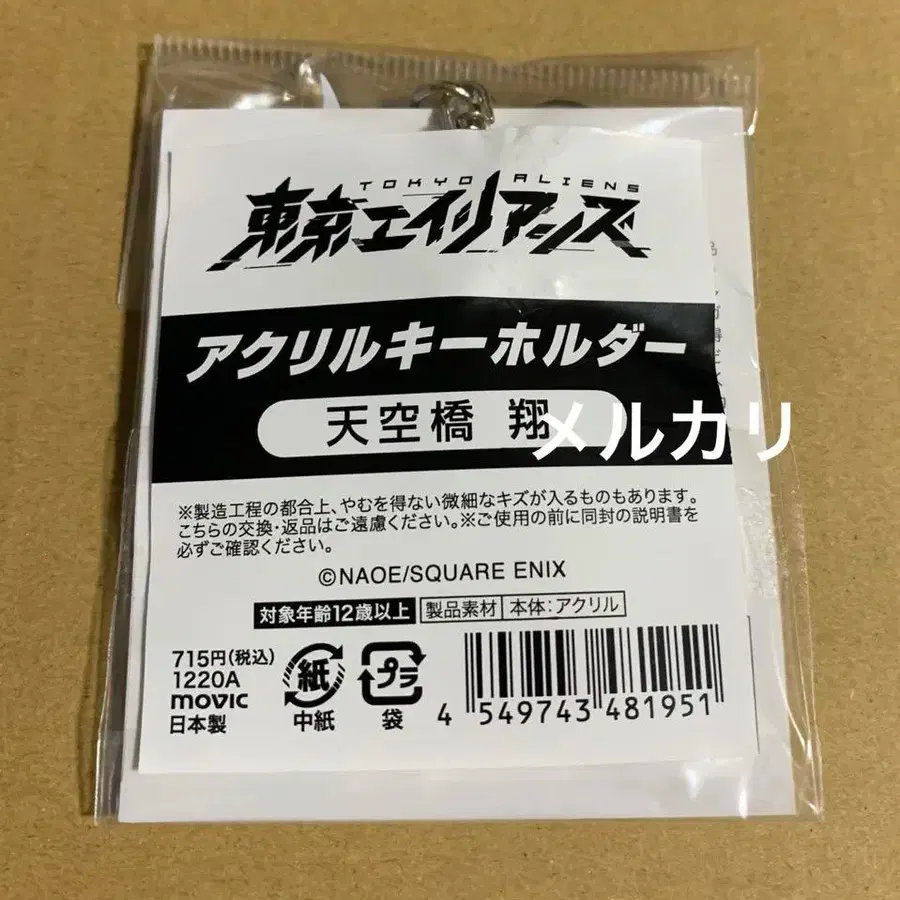 TOKYO ALIENS
東京エイリアンズ
アクリルキーホルダー
天空橋 翔
メルカリ
※製造工程の都合上、やむを得ない微細なキズが入るものもあります。
こちらの交換・返品はご遠慮ください。※ご使用の前に同封の説明書を
必ずご確認ください。
©NAOE/SQUARE ENIX
対象年齢12歳以上 製品素材 本体:アクリル
715円(税込)
1220A
movic
日本製
紙
中紙
プラ
袋
4 549743 481951